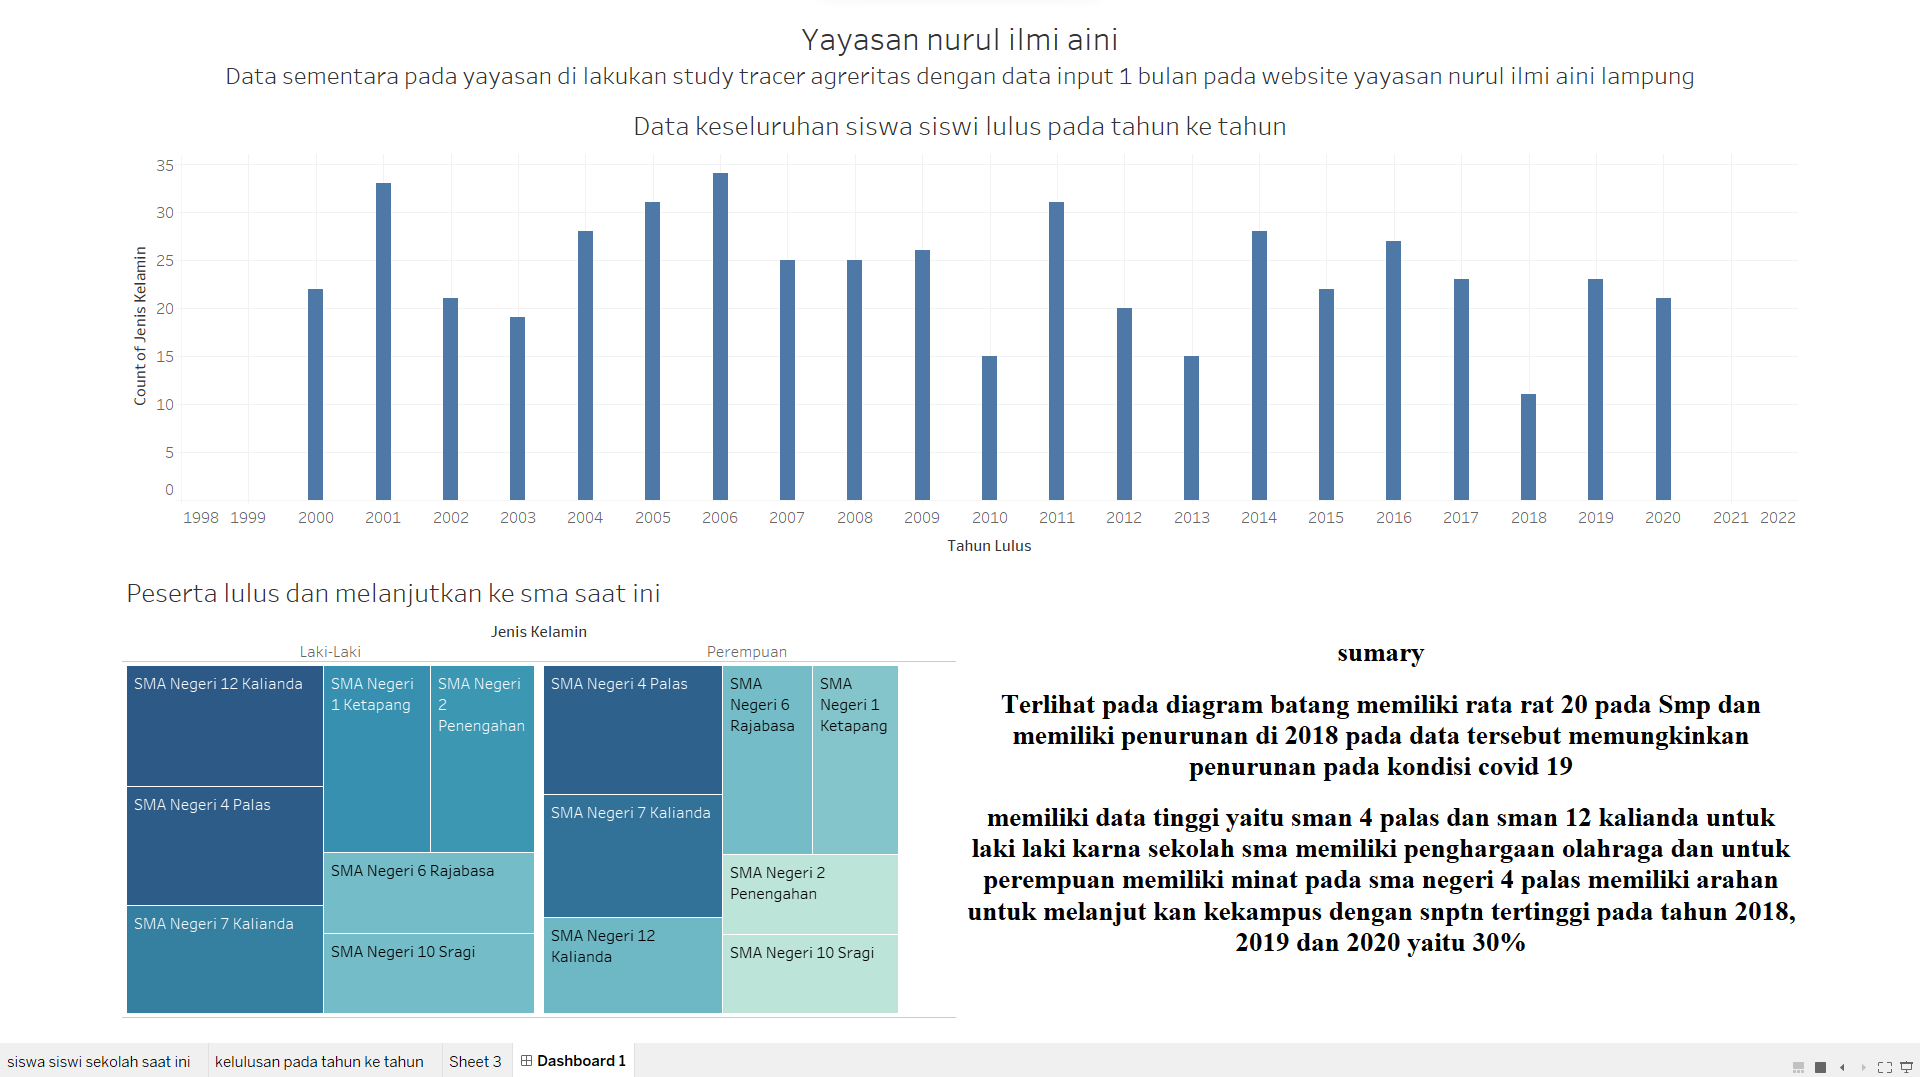 Yayasan nurul ilmi aini
Data sementara pada yayasan di lakukan study tracer agreritas dengan data input 1 bulan pada website yayasan nurul ilmi aini lampung
Data keseluruhan siswa siswi lulus pada tahun ke tahun
35
30
25
20
15
10
5
0
Count of Jenis Kelamin
1998 1999 2000 2001 2002 2003 2004 2005 2006 2007 2008 2009 2010 2011 2012 2013 2014 2015 2016 2017 2018 2019 2020 2021 2022
Tahun Lulus
Peserta lulus dan melanjutkan ke sma saat ini
Jenis Kelamin
Laki-Laki
Perempuan
SMA Negeri 12 Kalianda
SMA Negeri 4 Palas
SMA Negeri 7 Kalianda
SMA Negeri
1 Ketapang
SMA Negeri
2
Penengahan
SMA Negeri 6 Rajabasa
SMA Negeri 10 Sragi
SMA Negeri 4 Palas
SMA Negeri 7 Kalianda
SMA Negeri 12
Kalianda
SMA
Negeri 6
Rajabasa
SMA
Negeri 1
Ketapang
SMA Negeri 2
Penengahan
SMA Negeri 10 Sragi
sumary
Terlihat pada diagram batang memiliki rata rat 20 pada Smp dan
memiliki penurunan di 2018 pada data tersebut memungkinkan
penurunan pada kondisi covid 19
memiliki data tinggi yaitu sman 4 palas dan sman 12 kalianda untuk
laki laki karna sekolah sma memiliki penghargaan olahraga dan untuk
perempuan memiliki minat pada sma negeri 4 palas memiliki arahan
untuk melanjut kan kekampus dengan snptn tertinggi pada tahun 2018,
2019 dan 2020 yaitu 30%
siswa siswi sekolah saat ini
kelulusan pada tahun ke tahun
Sheet 3
Dashboard 1